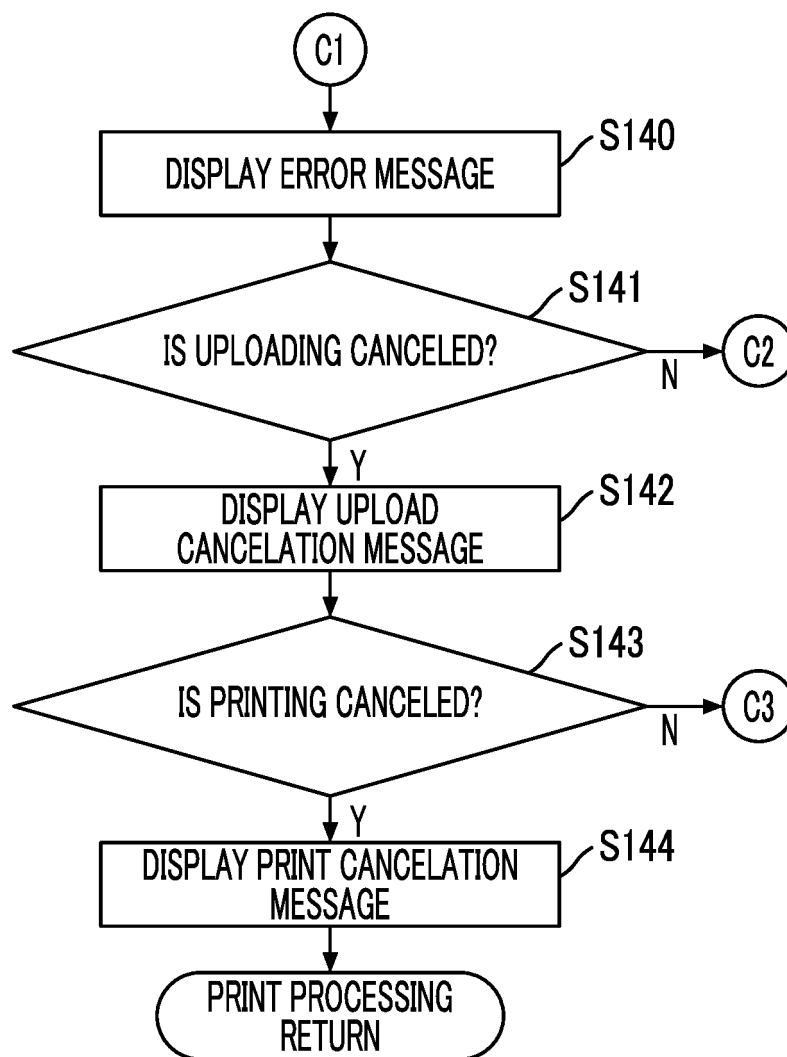 C1
S140
DISPLAY ERROR MESSAGE
S141
IS UPLOADING CANCELED?
N
C2
Y
S142
DISPLAY UPLOAD
CANCELATION MESSAGE
S143
IS PRINTING CANCELED?
N
C3
Y
S144
DISPLAY PRINT CANCELATION
MESSAGE
PRINT PROCESSING
RETURN